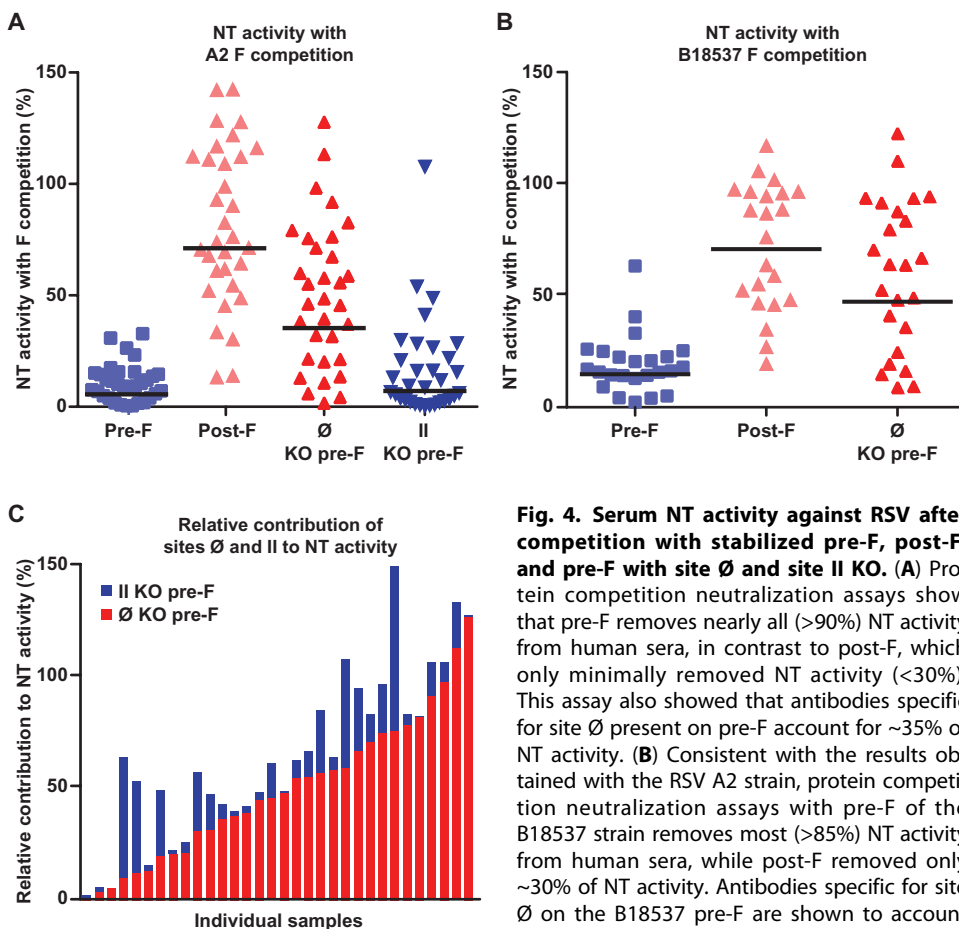 A
NT activity with
A2 F competition
NT activity with F competition (%)
150
100
50
0
Pre-F
Post-F
Ø
KO pre-F
II
KO pre-F
B
NT activity with
B18537 F competition
NT activity with F competition (%)
150
100
50
0
Pre-F
Post-F
Ø
KO pre-F
C
Relative contribution of
sites Ø and II to NT activity
Relative contribution to NT activity (%)
150
100
50
0
II KO pre-F
Ø KO pre-F
Individual samples
Fig. 4. Serum NT activity against RSV after
competition with stabilized pre-F, post-F
and pre-F with site Ø and site II KO. (A) Pro-
tein competition neutralization assays show
that pre-F removes nearly all (>90%) NT activity
from human sera, in contrast to post-F, which
only minimally removed NT activity (<30%)
This assay also showed that antibodies specific
for site Ø present on pre-F account for ~35% o
NT activity. (B) Consistent with the results ob-
tained with the RSV A2 strain, protein competi-
tion neutralization assays with pre-F of the
B18537 strain removes most (>85%) NT activity
from human sera, while post-F removed only
~30% of NT activity. Antibodies specific for site
Ø on the B18537 pre-F are shown to account